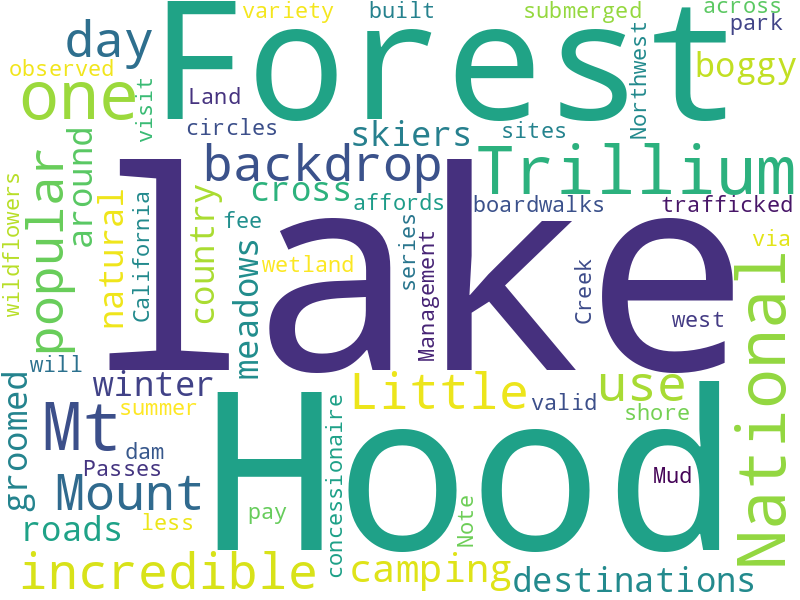 variety
built
submerged
across
park
day
Forest
observed
one
visit
Land
Northwest
boggy
circles
skiers
sites
around
backdrop
Trillium
popular
wildflowers
natural
California
country
cross
affords
boardwalks
trafficked
fee
series
lake
meadows
wetland
Management
Creek
via
National
west
will
winter
groomed
Little
use
valid
shore
Mt
summer
concessionaire
dam
Passes
Hood
Mud
Mount
roads
less
pay
Note
incredible
camping
destinations